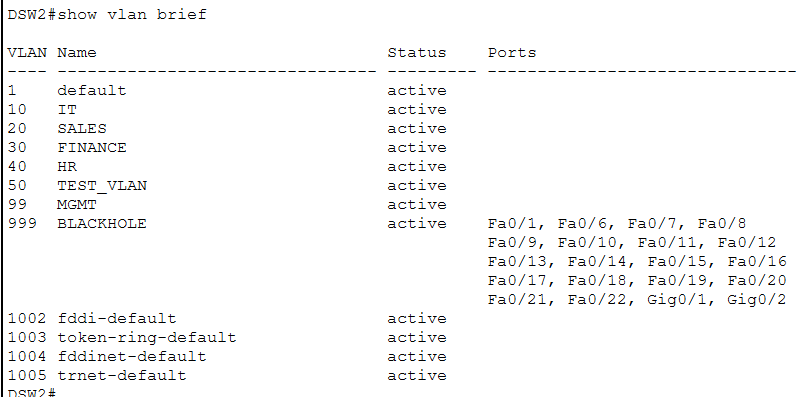 DSW2#show vlan brief
VLAN Name                             Status    Ports
---- -------------------------------- --------- -------------------------------
1    default                          active
10   IT                               active
20   SALES                            active
30   FINANCE                          active
40   HR                               active
50   TEST_VLAN                        active
99   MGMT                             active
999  BLACKHOLE                        active    Fa0/1, Fa0/6, Fa0/7, Fa0/8
                                                Fa0/9, Fa0/10, Fa0/11, Fa0/12
                                                Fa0/13, Fa0/14, Fa0/15, Fa0/16
                                                Fa0/17, Fa0/18, Fa0/19, Fa0/20
                                                Fa0/21, Fa0/22, Gig0/1, Gig0/2
1002 fddi-default                     active
1003 token-ring-default               active
1004 fddinet-default                  active
1005 trnet-default                    active
DSW2#